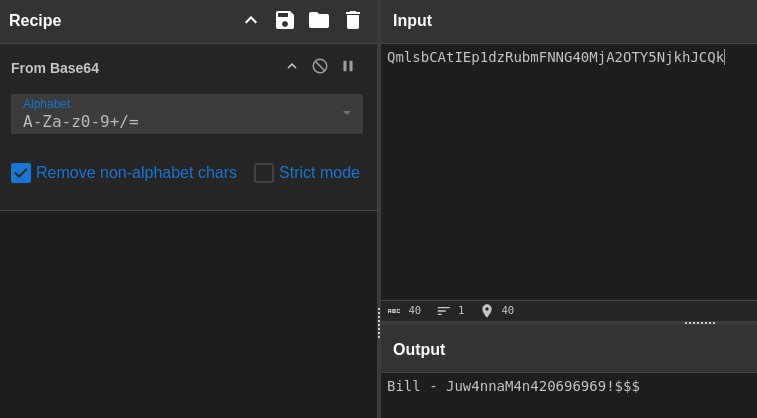 Recipe
From Base64
Alphabet
A-Za-z0-9+/=
Remove non-alphabet chars
Strict mode
Input
QmlsbCAtIEp1dzRubmFNNG40MjA2OTY5NjkhJCQk
ABC 40 1 40
Output
Bill - Juw4nnaM4n420696969!$$$